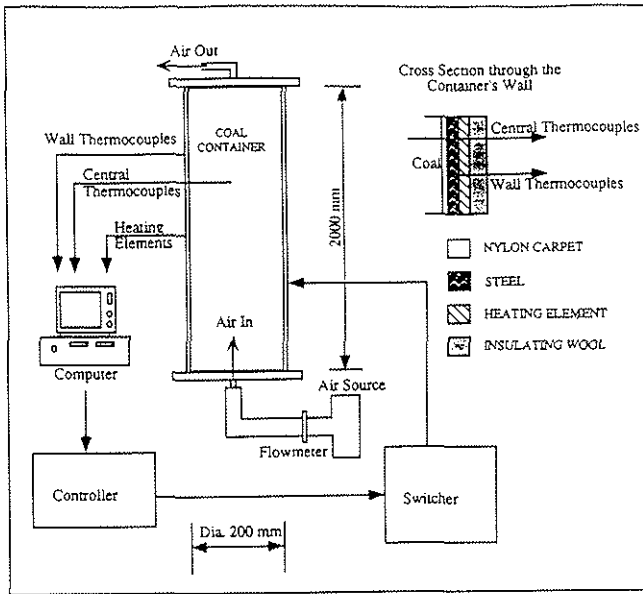 Air Out
Cross Section through the
Container's Wall
Wall Thermocouples
COAL
CONTAINER
Central Thermocouples
Central
Thermocouples
Coal
Wall Thermocouples
Heating
Elements
2000 mm
NYLON CARPET
STEEL
HEATING ELEMENT
INSULATING WOOL
Air In
Computer
Air Source
Flowmeter
Controller
Switcher
Dia. 200 mm